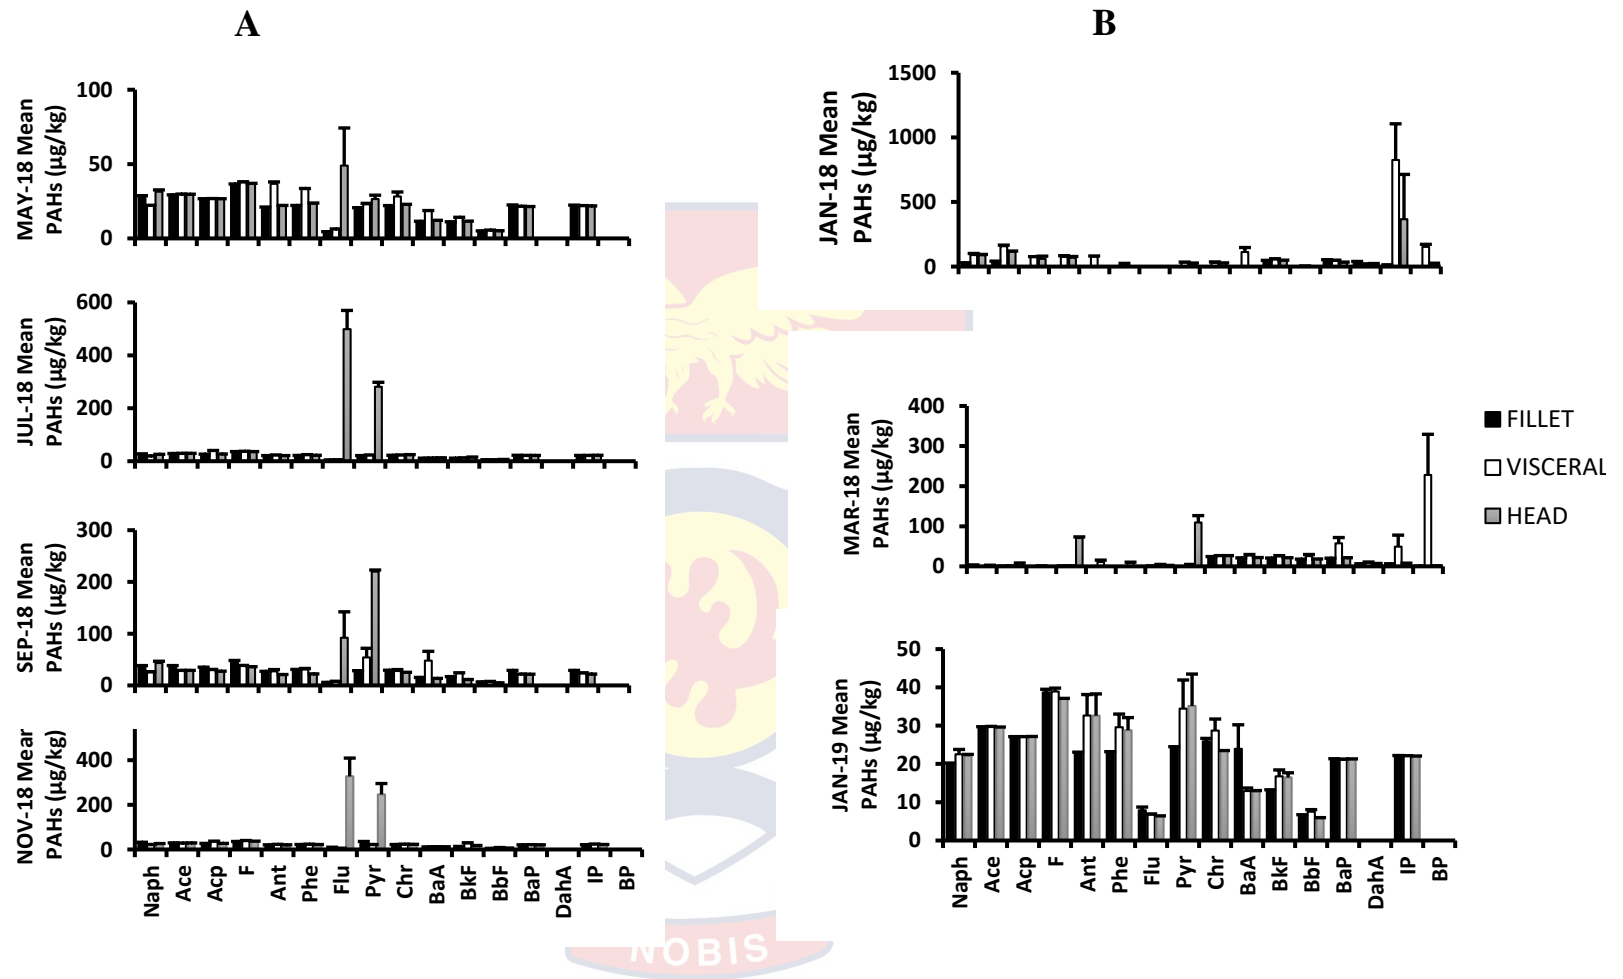 A
B
MAY-18 Mean
PAHs (µg/kg)
100
50
0
JUL-18 Mean
PAHs (µg/kg)
600
400
200
0
SEP-18 Mean
PAHs (µg/kg)
300
200
100
0
NOV-18 Mear
PAHs (µg/kg)
400
200
0
Naph
Ace
Acp
F
Ant
Phe
Flu
Pyr
Chr
BaA
BkF
BbF
BaP
DahA
IP
BP
JAN-18 Mean
PAHs (µg/kg)
1500
1000
500
0
MAR-18 Mean
PAHs (µg/kg)
400
300
200
100
0
JAN-19 Mean
PAHs (µg/kg)
50
40
30
20
10
0
Naph
Ace
Acp
F
Ant
Phe
Flu
Pyr
Chr
BaA
BkF
BbF
BaP
DahA
IP
BP
FILLET
VISCERAL
HEAD
NOBIS